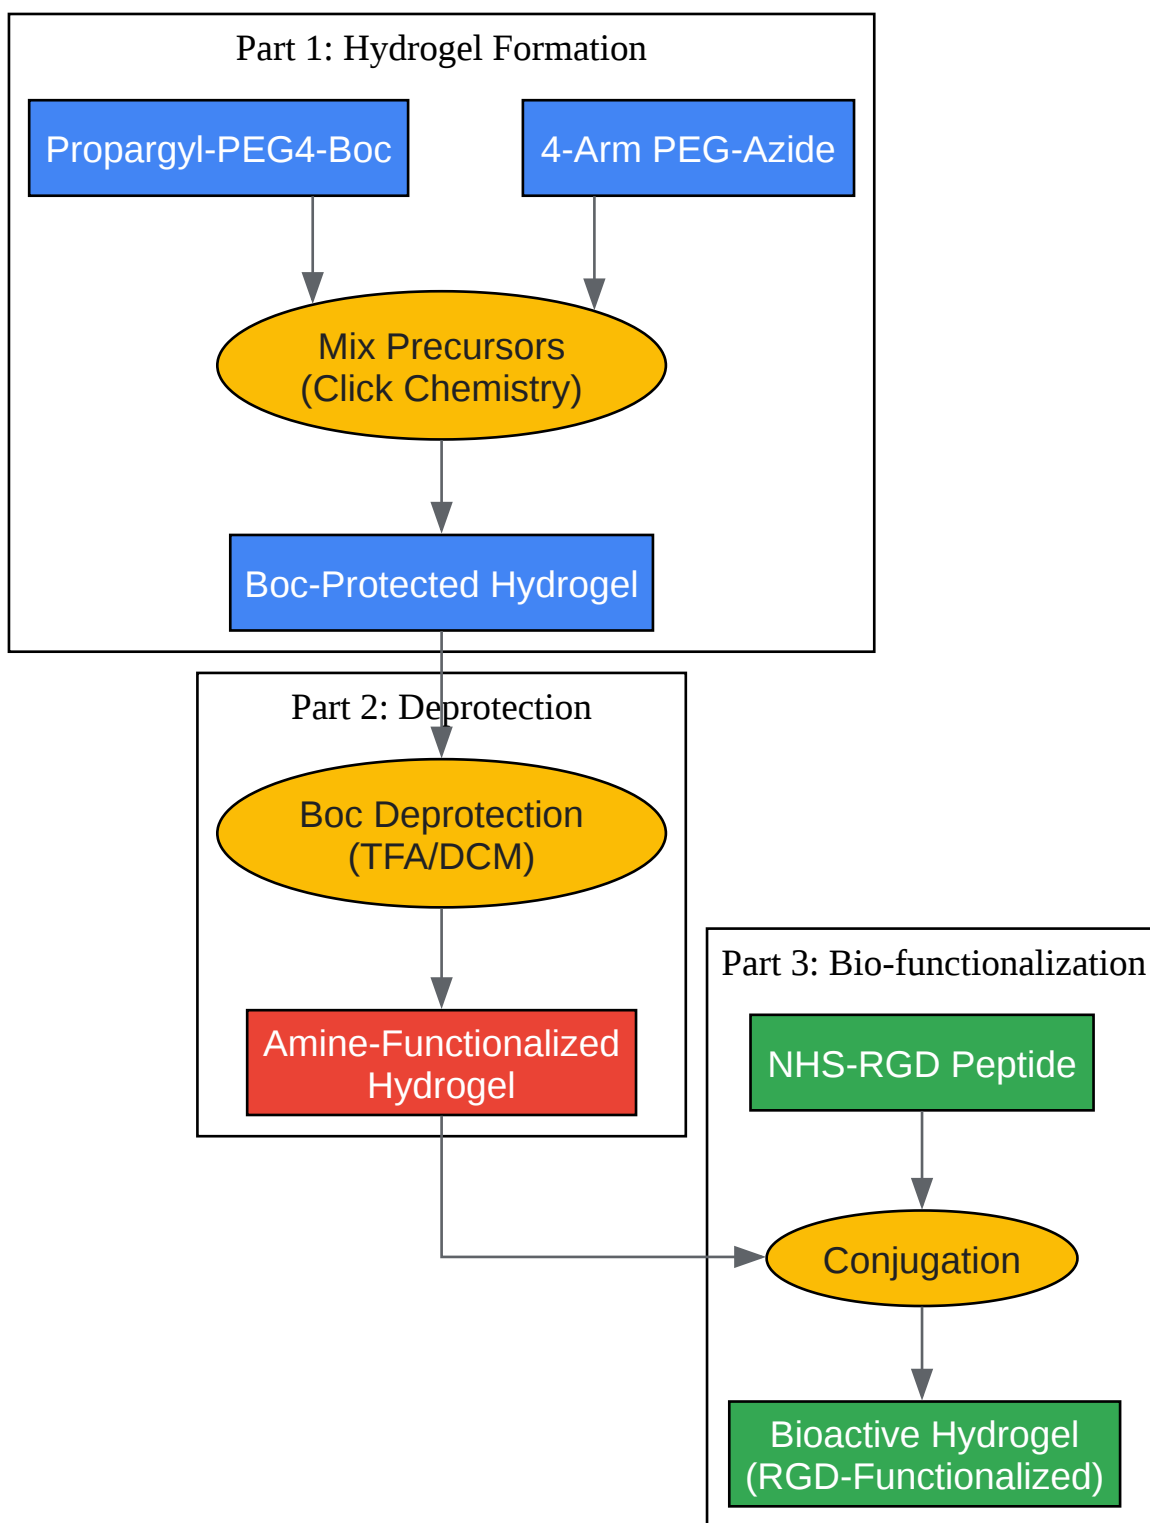 Part 1: Hydrogel Formation
Propargyl-PEG4-Boc
4-Arm PEG-Azide
Mix Precursors
(Click Chemistry)
Boc-Protected Hydrogel
Part 2: Deprotection
Boc Deprotection
(TFA/DCM)
Amine-Functionalized
Hydrogel
Part 3: Bio-functionalization
NHS-RGD Peptide
Conjugation
Bioactive Hydrogel
(RGD-Functionalized)